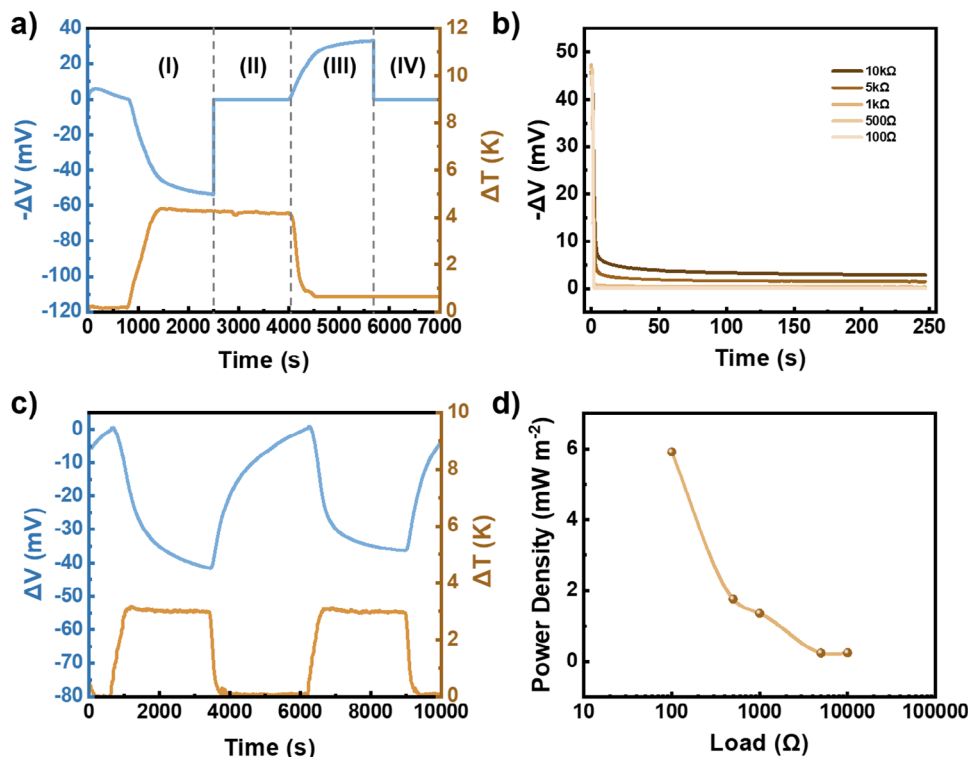 a)
40
20
0
-20
-40
-60
-80
-100
-120
-ΔV (mV)
(I)
(II)
(III)
(IV)
12
10
8
6
4
2
0
ΔT (K)
0 1000 2000 3000 4000 5000 6000 7000
Time (s)
b)
50
40
30
20
10
0
-ΔV (mV)
10kΩ
5kΩ
1kΩ
500Ω
100Ω
0 50 100 150 200 250
Time (s)
c)
0
-10
-20
-30
-40
-50
-60
-70
-80
ΔV (mV)
10
8
6
4
2
0
ΔT (K)
0 2000 4000 6000 8000 10000
Time (s)
d)
6
4
2
0
Power Density (mW m-2)
10 100 1000 10000 100000
Load (Ω)